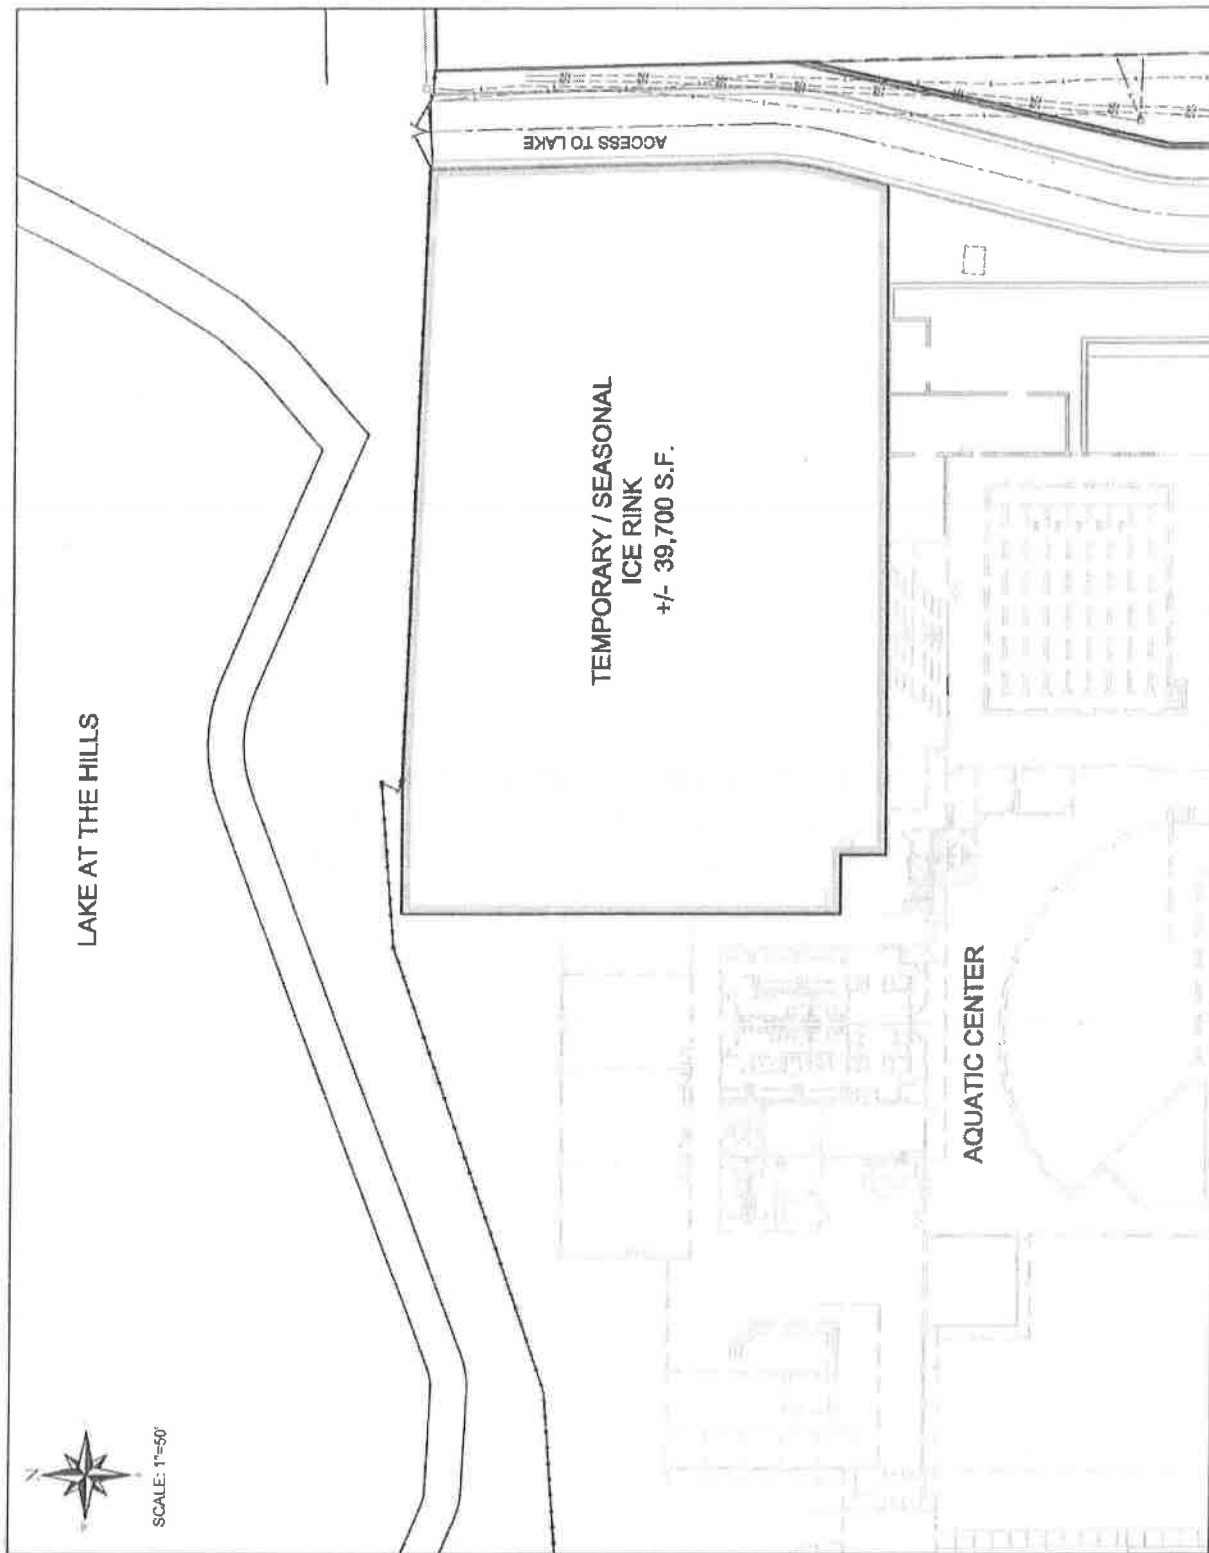 LAKE AT THE HILLS
ACCESS TO LAKE
TEMPORARY / SEASONAL
ICE RINK
+/- 39,700 S.F.
AQUATIC CENTER
N
SCALE: 1"=50'